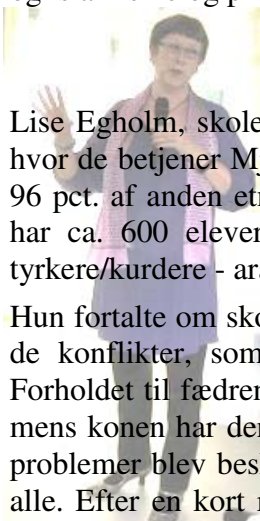 Lise Egholm, skole
hvor de betjener Mj
96 pct. af anden etn
har ca. 600 elever
tyrkere/kurdere - ara
Hun fortalte om sko
de konflikter, som
Forholdet til fædren
mens konen har den
problemer blev besk
alle. Efter en kort r